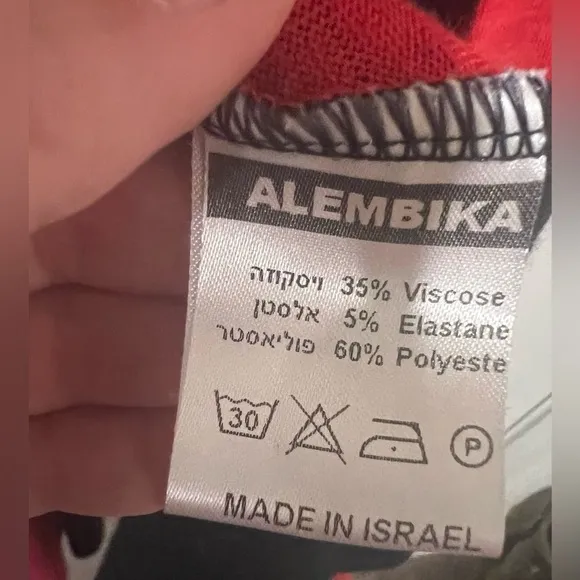 ALEMBIKA
ויסקוזה 35% Viscose
אלסטן 5% Elastane
פוליאסטר 60% Polyeste
30
P
MADE IN ISRAEL